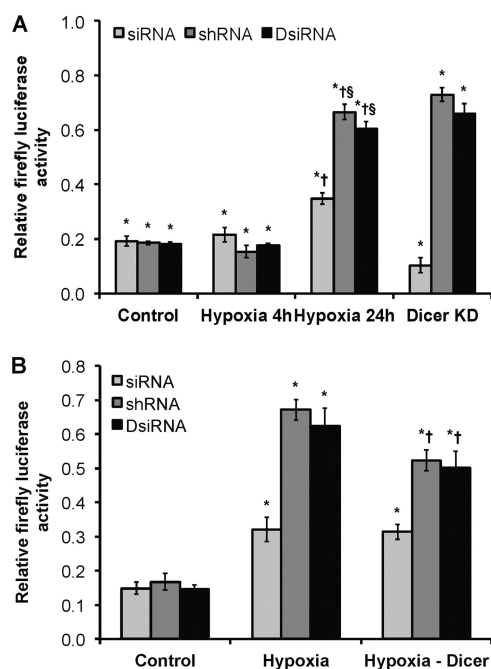 A
siRNA shRNA DsiRNA
Relative firefly luciferase
activity
1.0
0.8
0.6
0.4
0.2
0.0
* * *
* * *
*† *†§ *†§
* * *
Control Hypoxia 4h Hypoxia 24h Dicer KD
B
siRNA
shRNA
DsiRNA
Relative firefly luciferase
activity
0.8
0.7
0.6
0.5
0.4
0.3
0.2
0.1
0.0
* * *
* *† *†
Control Hypoxia Hypoxia - Dicer